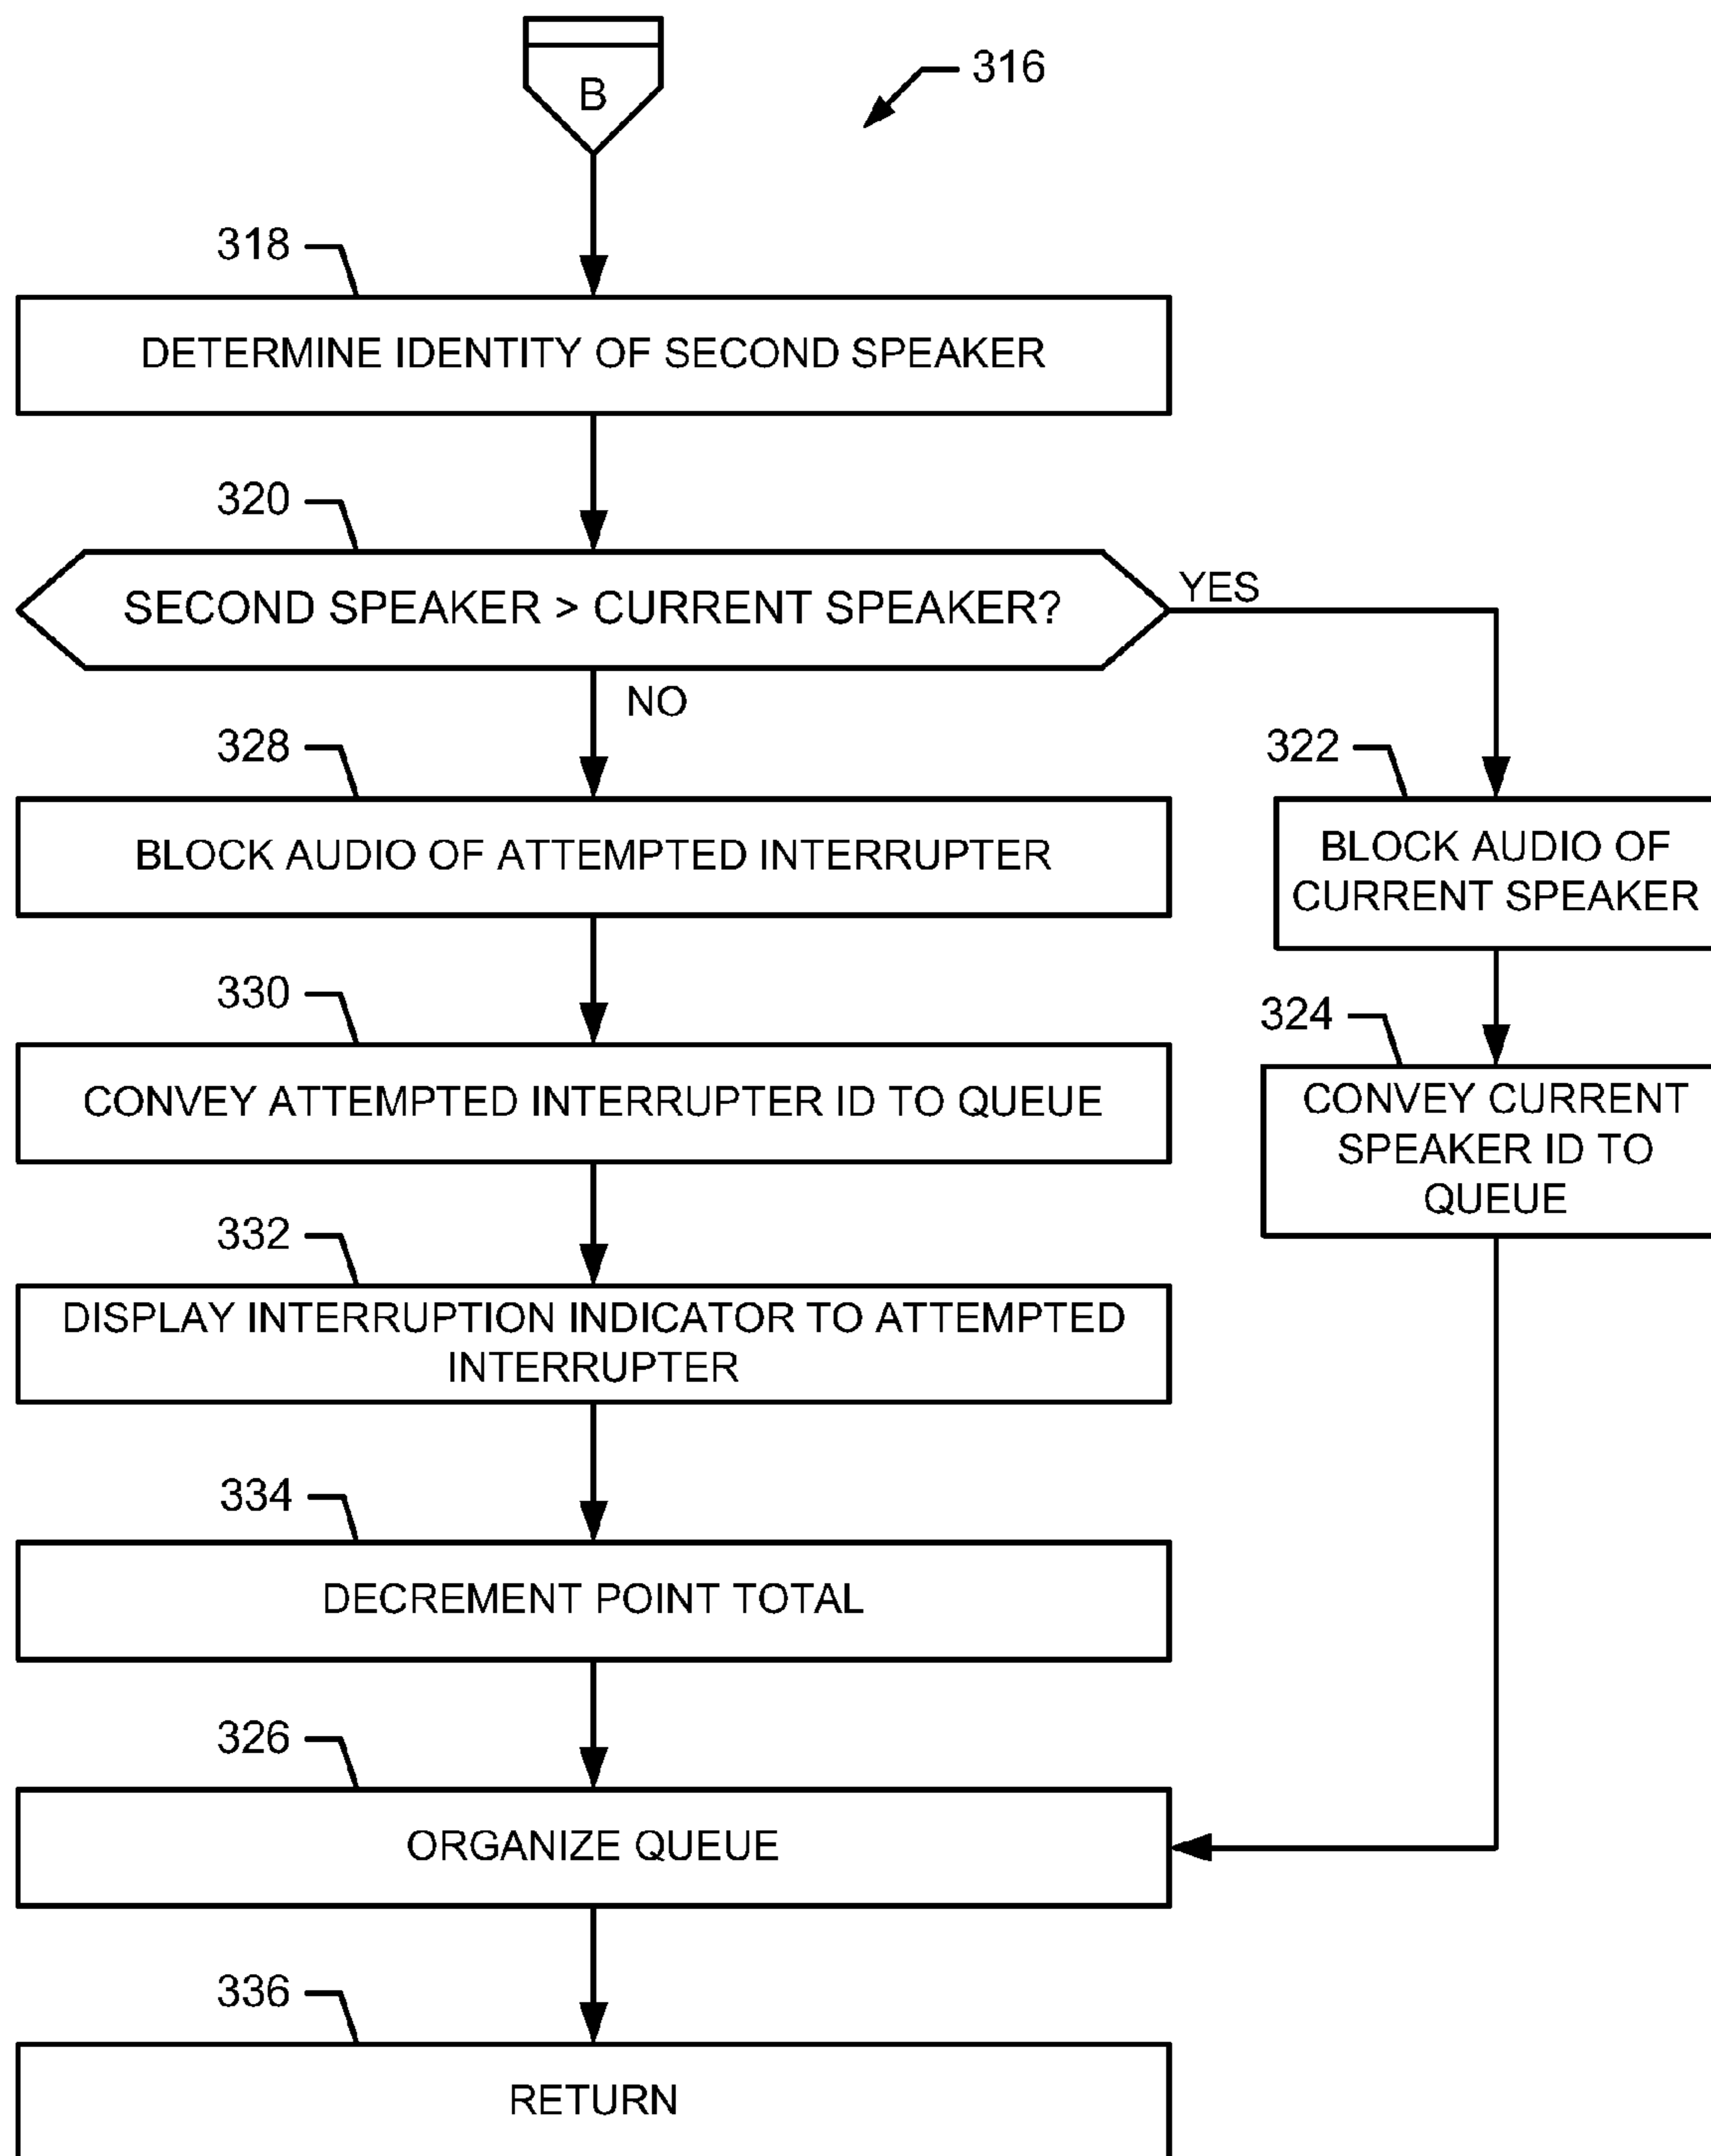 B
316
318
DETERMINE IDENTITY OF SECOND SPEAKER
320
SECOND SPEAKER > CURRENT SPEAKER?
YES
NO
328
BLOCK AUDIO OF ATTEMPTED INTERRUPTER
322
BLOCK AUDIO OF
CURRENT SPEAKER
330
CONVEY ATTEMPTED INTERRUPTER ID TO QUEUE
324
CONVEY CURRENT
SPEAKER ID TO
QUEUE
332
DISPLAY INTERRUPTION INDICATOR TO ATTEMPTED
INTERRUPTER
334
DECREMENT POINT TOTAL
326
ORGANIZE QUEUE
336
RETURN